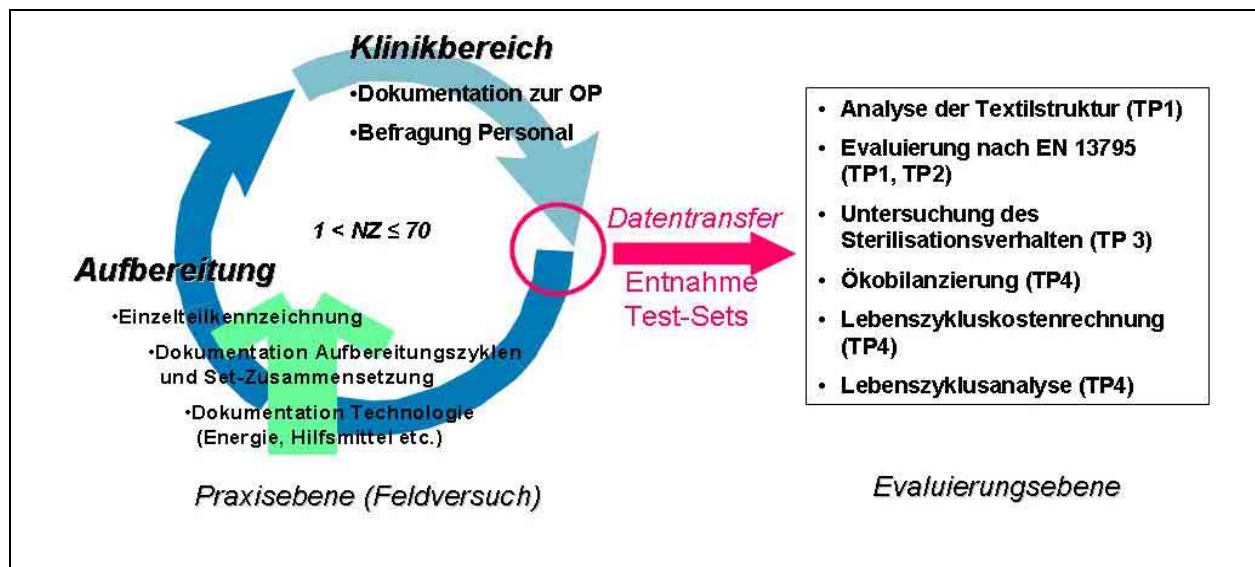 Klinikbereich
•Dokumentation zur OP
•Befragung Personal
1 < NZ ≤ 70
Aufbereitung
•Einzelteilkennzeichnung
•Dokumentation Aufbereitungszyklen
und Set-Zusammensetzung
•Dokumentation Technologie
(Energie, Hilfsmittel etc.)
Praxisebene (Feldversuch)
Datentransfer
Entnahme
Test-Sets
• Analyse der Textilstruktur (TP1)
• Evaluierung nach EN 13795
(TP1, TP2)
• Untersuchung des
Sterilisationsverhalten (TP 3)
• Ökobilanzierung (TP4)
• Lebenszykluskostenrechnung
(TP4)
• Lebenszyklusanalyse (TP4)
Evaluierungsebene